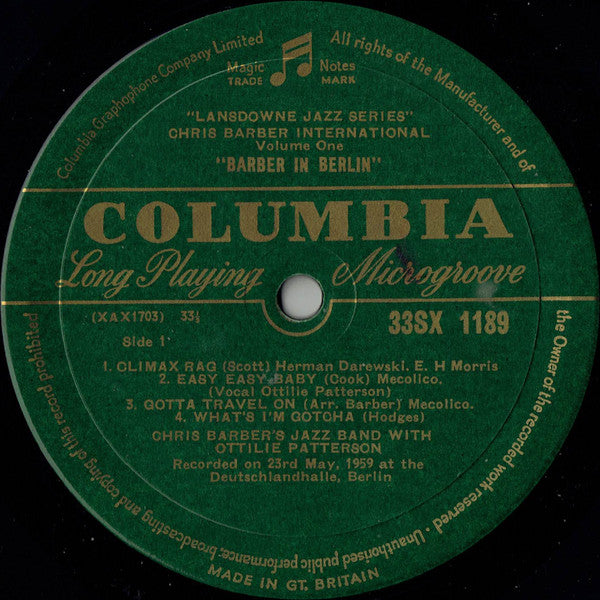 Columbia Graphophone Company Limited
All rights of the Manufacturer and of
the Owner of the recorded work reserved · Unauthorised public performance, broadcasting and copying of this record prohibited
Magic Notes
TRADE MARK
"LANSDOWNE JAZZ SERIES"
CHRIS BARBER INTERNATIONAL
Volume One
"BARBER IN BERLIN"
COLUMBIA
Long Playing Microgroove
(XAX1703) 33⅓
33SX 1189
Side 1
1. CLIMAX RAG (Scott) Herman Darewski. E. H Morris
2. EASY EASY BABY (Cook) Mecolico.
(Vocal Ottilie Patterson)
3. GOTTA TRAVEL ON (Arr. Barber) Mecolico.
4. WHAT'S I'M GOTCHA (Hodges)
CHRIS BARBER'S JAZZ BAND WITH
OTTILIE PATTERSON
Recorded on 23rd May, 1959 at the
Deutschlandhalle, Berlin
MADE IN GT. BRITAIN